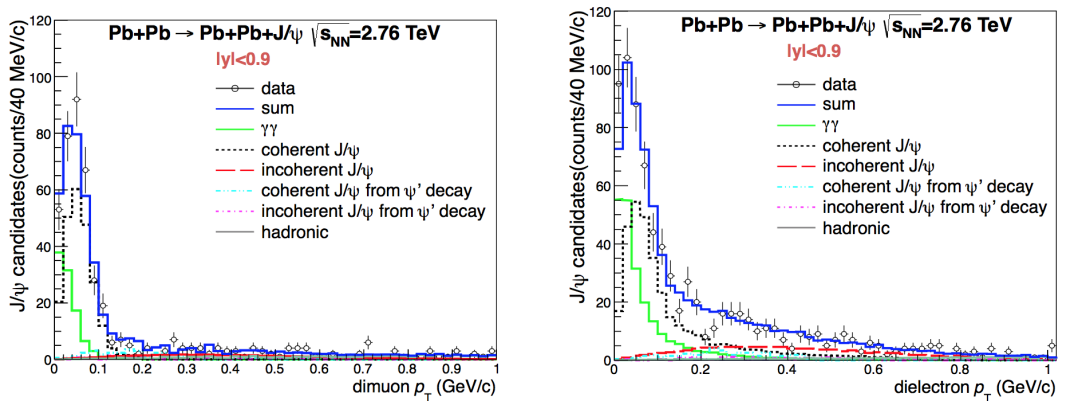 J/ψ candidates(counts/40 MeV/c)
120
100
80
60
40
20
0
Pb+Pb → Pb+Pb+J/ψ √sNN=2.76 TeV
|y|<0.9
data
sum
γγ
coherent J/ψ
incoherent J/ψ
coherent J/ψ from ψ' decay
incoherent J/ψ from ψ' decay
hadronic
0 0.1 0.2 0.3 0.4 0.5 0.6 0.7 0.8 0.9 1
dimuon pT (GeV/c)
J/ψ candidates(counts/40 MeV/c)
120
100
80
60
40
20
0
Pb+Pb → Pb+Pb+J/ψ √sNN=2.76 TeV
|y|<0.9
data
sum
γγ
coherent J/ψ
incoherent J/ψ
coherent J/ψ from ψ' decay
incoherent J/ψ from ψ' decay
hadronic
0 0.2 0.4 0.6 0.8 1
dielectron pT (GeV/c)